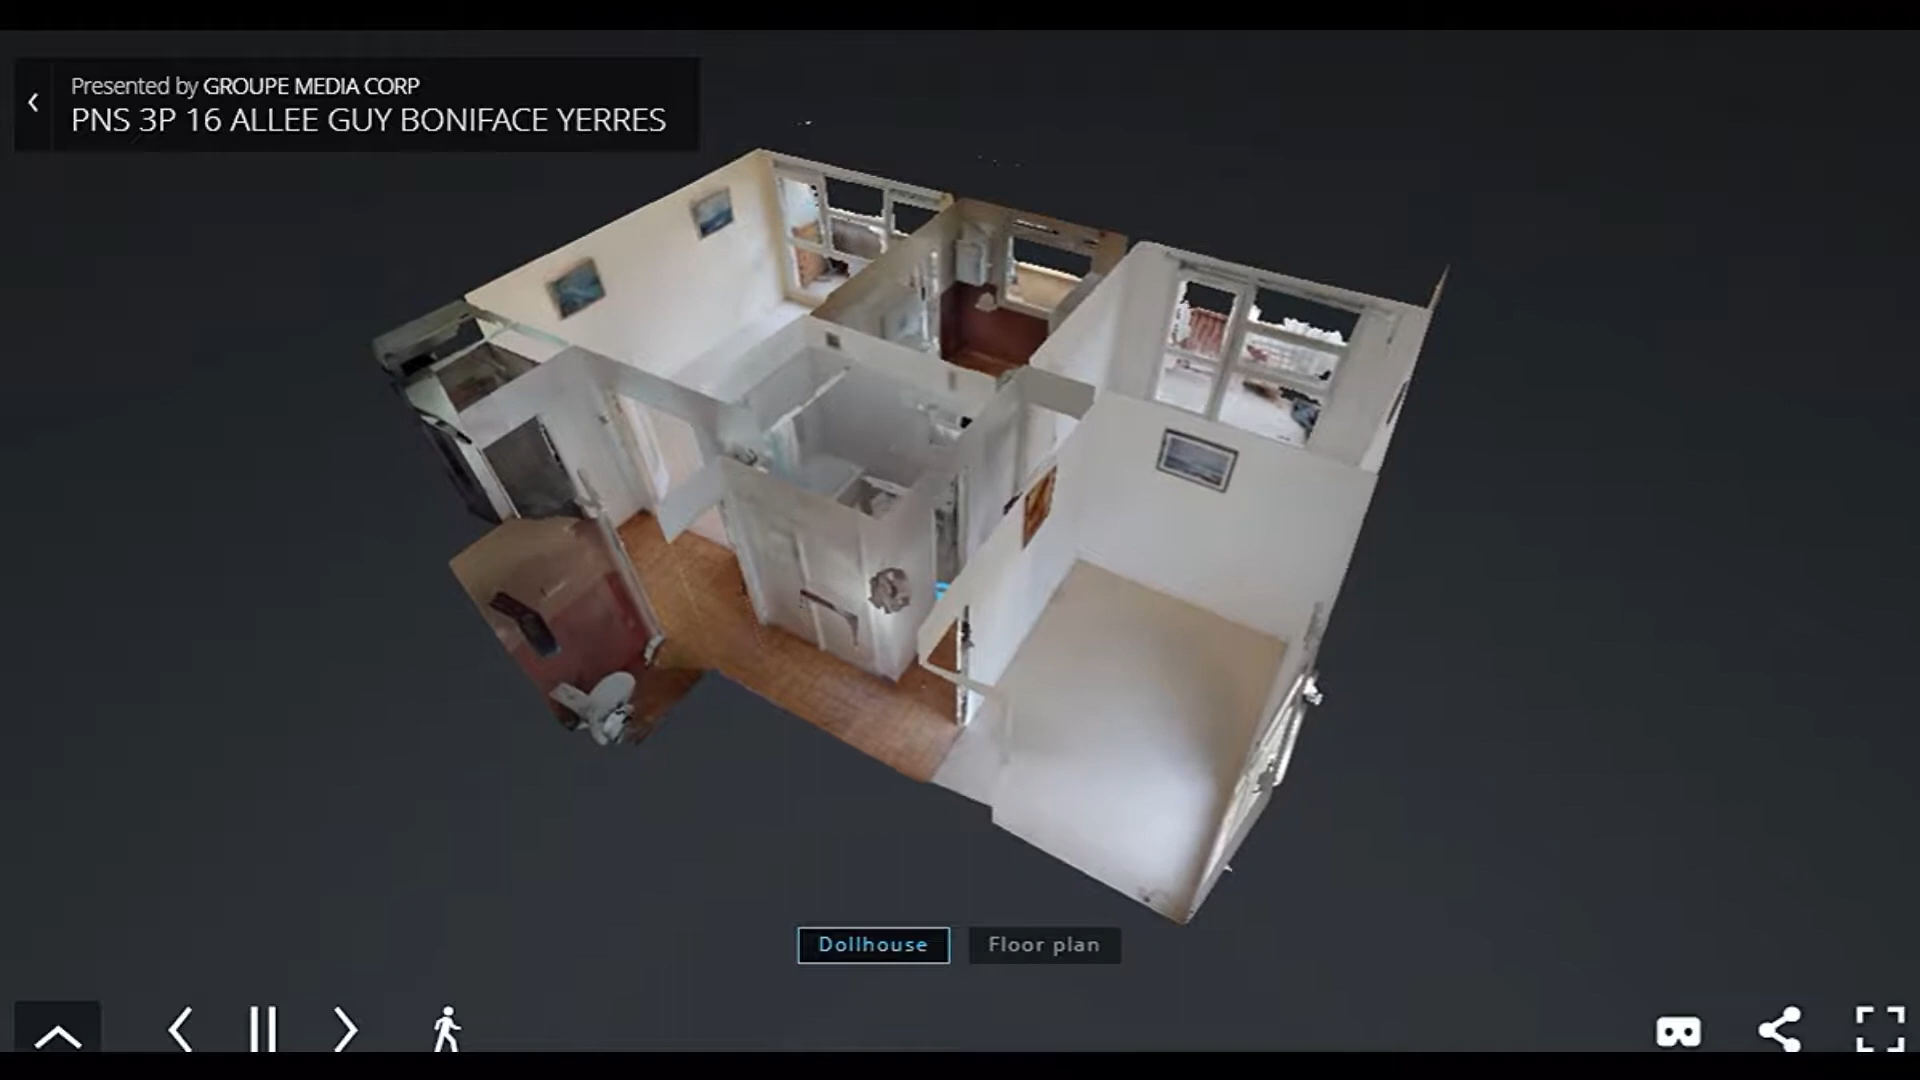 Presented by GROUPE MEDIA CORP
PNS 3P 16 ALLEE GUY BONIFACE YERRES
Dollhouse
Floor plan